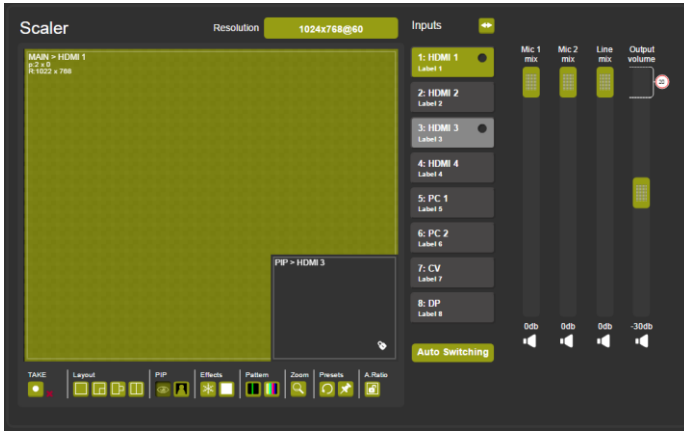 Scaler
Resolution
1024x768@60
Inputs
MAIN > HDMI 1
p:2 x 0
R:1022 x 768
PIP > HDMI 3
1: HDMI 1
Label 1
2: HDMI 2
Label 2
3: HDMI 3
Label 3
4: HDMI 4
Label 4
5: PC 1
Label 5
6: PC 2
Label 6
7: CV
Label 7
8: DP
Label 8
Auto Switching
Mic 1
mix
Mic 2
mix
Line
mix
Output
volume
0db
0db
0db
-30db
TAKE
Layout
PIP
Effects
Pattern
Zoom
Presets
A.Ratio